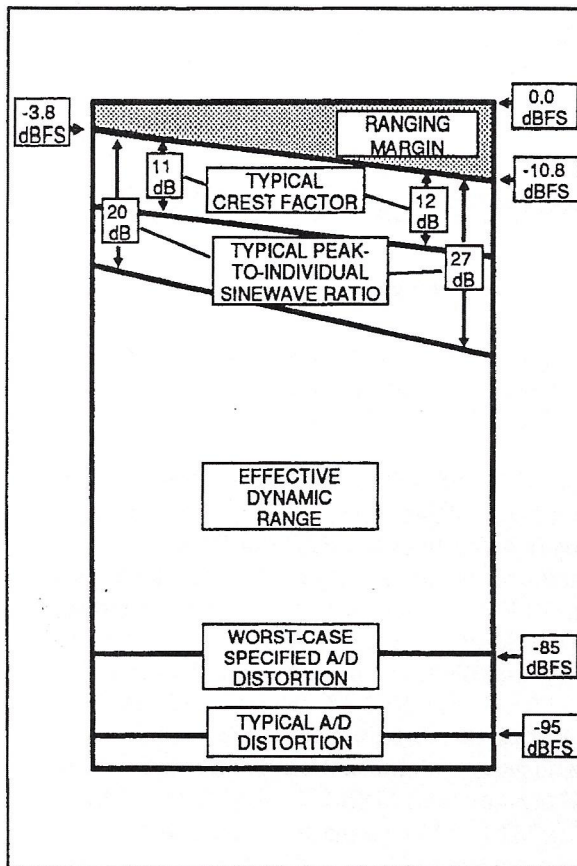 0.0
dBFS
-3.8
dBFS
RANGING
MARGIN
-10.8
dBFS
11
dB
TYPICAL
CREST FACTOR
12
dB
20
dB
TYPICAL PEAK-
TO-INDIVIDUAL
SINEWAVE RATIO
27
dB
EFFECTIVE
DYNAMIC
RANGE
WORST-CASE
SPECIFIED A/D
DISTORTION
-85
dBFS
TYPICAL A/D
DISTORTION
-95
dBFS